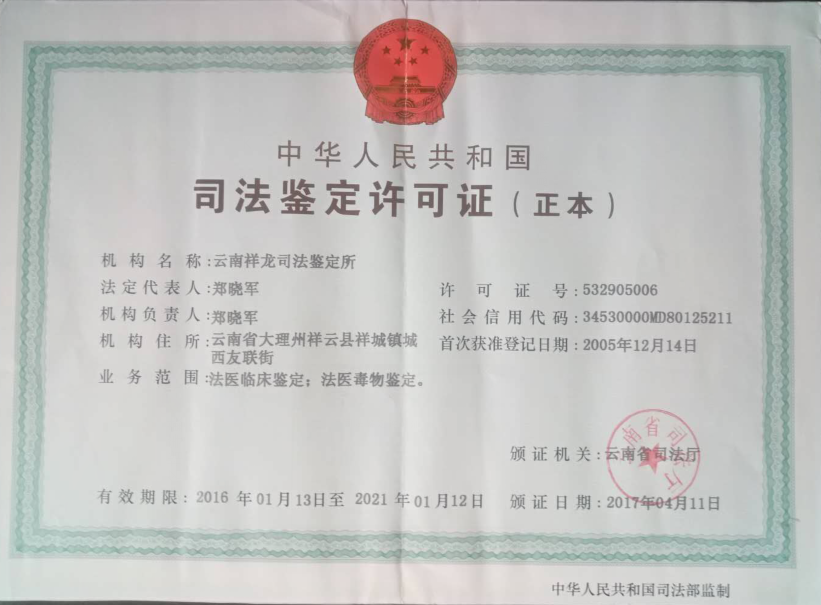 中华人民共和国
司法鉴定许可证（正本）
机构名称:云南祥龙司法鉴定所
法定代表人:郑晓军
许可证号:532905006
机构负责人:郑晓军
社会信用代码:34530000MD80125211
机构住所:云南省大理州祥云县祥城镇城
西友联街
首次获准登记日期:2005年12月14日
业务范围:法医临床鉴定；法医毒物鉴定。
颁证机关:云南省司法厅
云南省司法厅
有效期限:2016年01月13日至2021年01月12日
颁证日期:2017年04月11日
中华人民共和国司法部监制